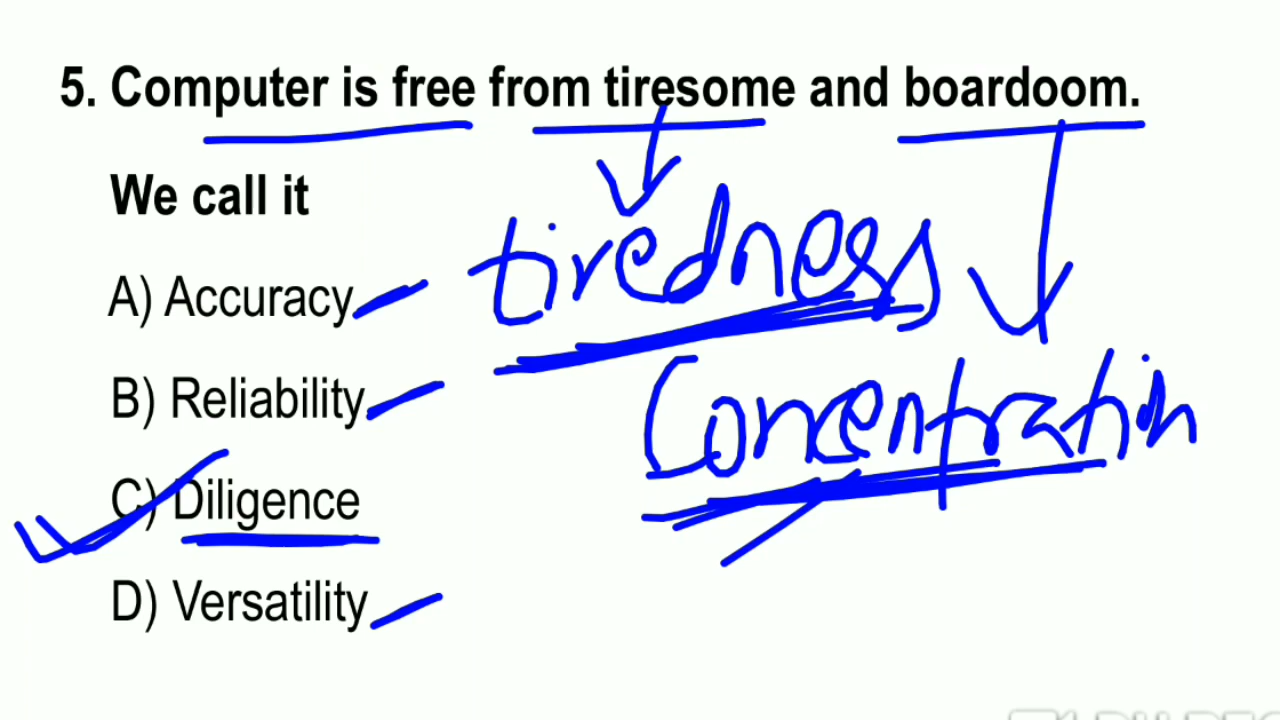 5. Computer is free from tiresome and boardoom.
We call it
tiredness
A) Accuracy
Concentration
B) Reliability
C) Diligence
D) Versatility